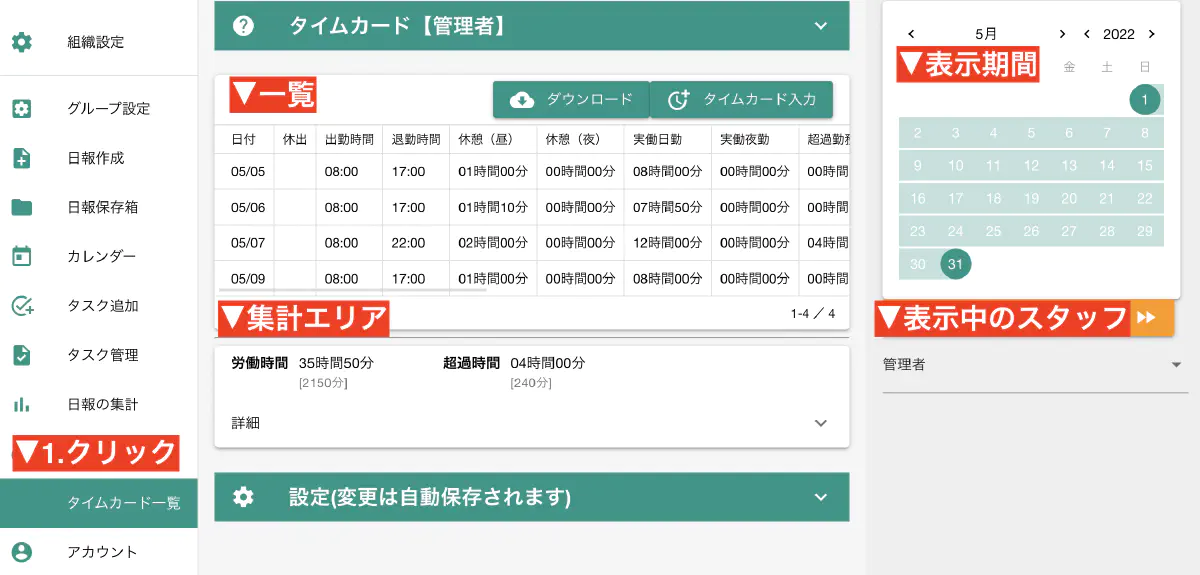 組織設定
グループ設定
日報作成
日報保存箱
カレンダー
タスク追加
タスク管理
日報の集計
▼1.クリック
タイムカード一覧
アカウント
タイムカード【管理者】
▼一覧
ダウンロード
タイムカード入力
日付 休出 出勤時間 退勤時間 休憩（昼） 休憩（夜） 実働日勤 実働夜勤 超過勤務
05/05 08:00 17:00 01時間00分 00時間00分 08時間00分 00時間00分 00時間
05/06 08:00 17:00 01時間10分 00時間00分 07時間50分 00時間00分 00時間
05/07 08:00 22:00 02時間00分 00時間00分 12時間00分 00時間00分 04時間
05/09 08:00 17:00 01時間00分 00時間00分 08時間00分 00時間00分 00時間
▼集計エリア
1-4 ／ 4
労働時間 35時間50分 超過時間 04時間00分
[2150分] [240分]
詳細
設定(変更は自動保存されます)
5月 2022
▼表示期間
金 土 日
1
2 3 4 5 6 7 8
9 10 11 12 13 14 15
16 17 18 19 20 21 22
23 24 25 26 27 28 29
30 31
▼表示中のスタッフ
管理者